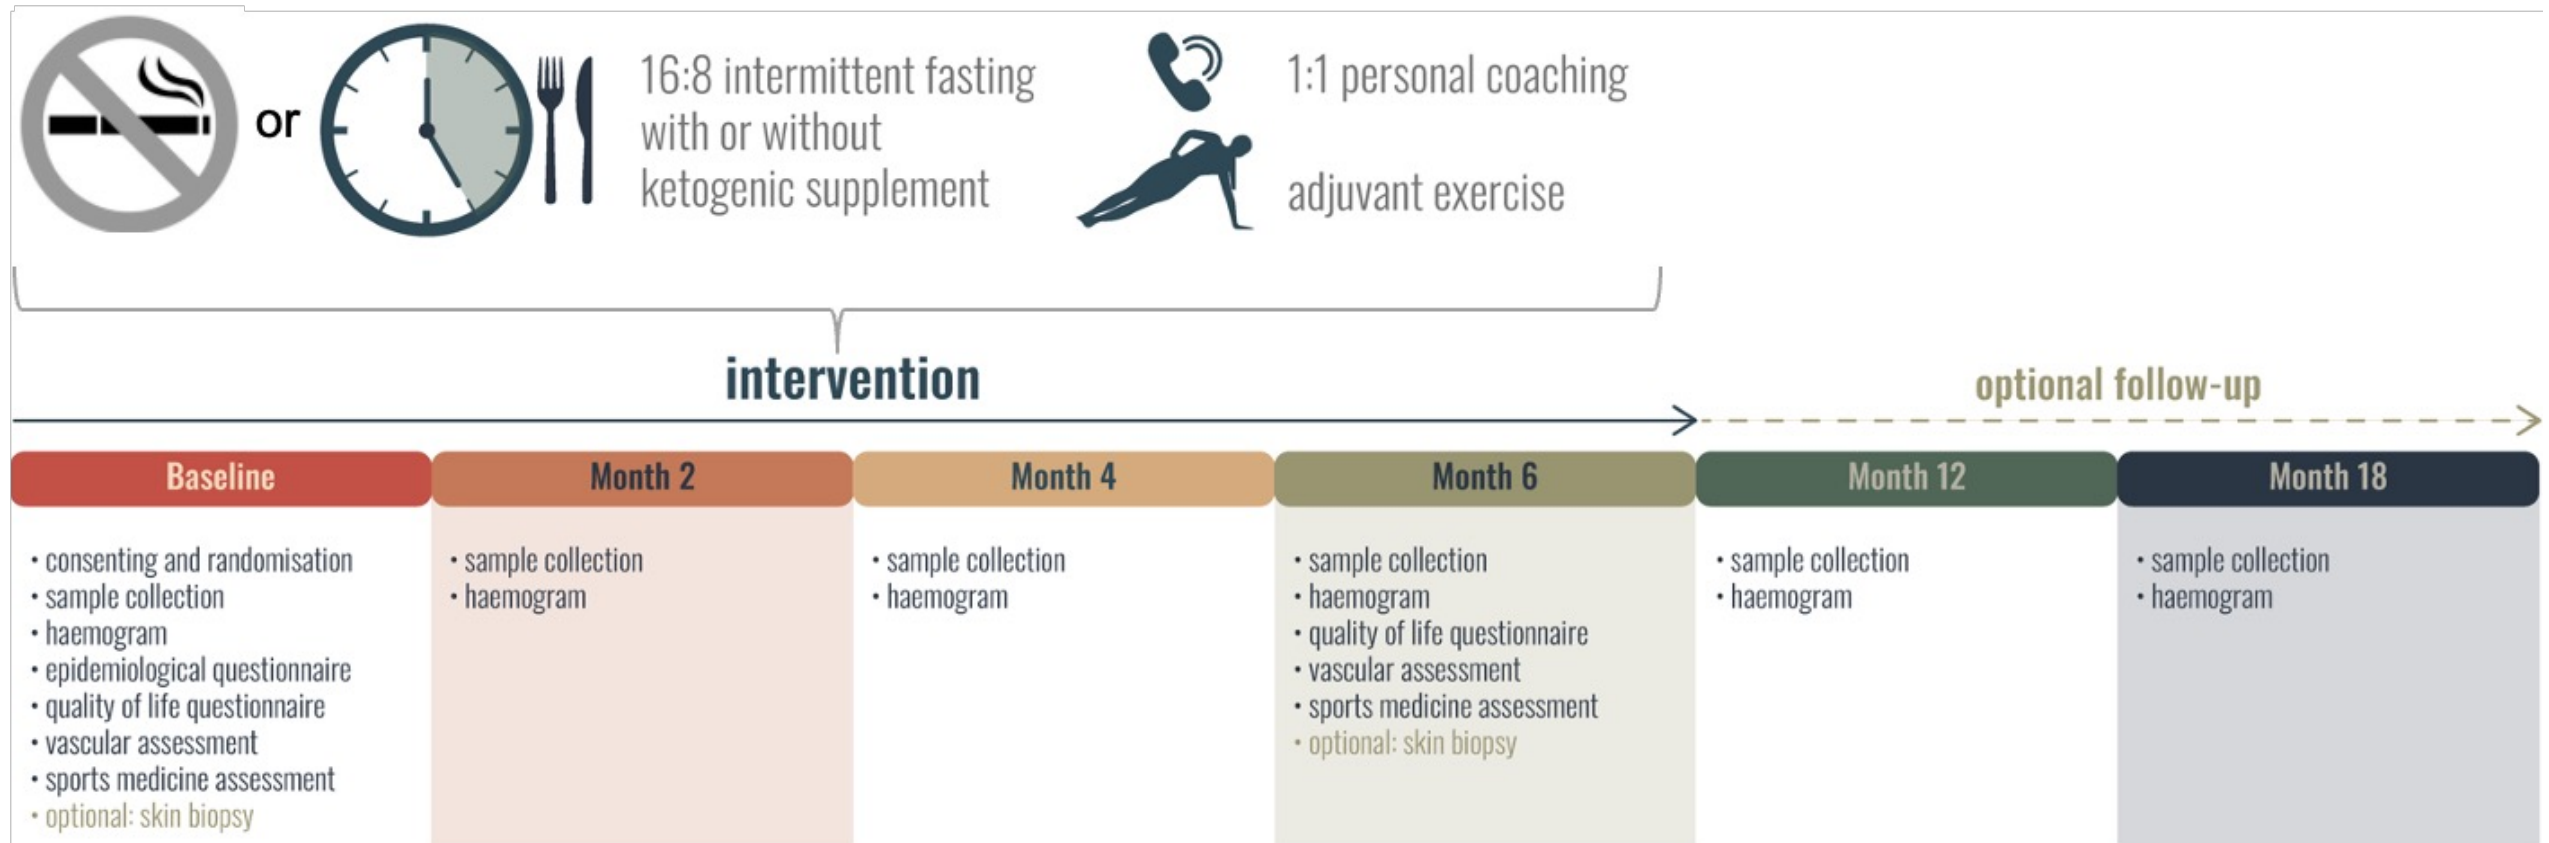 or
16:8 intermittent fasting
with or without
ketogenic supplement
1:1 personal coaching
adjuvant exercise
intervention
optional follow-up
Baseline
• consenting and randomisation
• sample collection
• haemogram
• epidemiological questionnaire
• quality of life questionnaire
• vascular assessment
• sports medicine assessment
• optional: skin biopsy
Month 2
• sample collection
• haemogram
Month 4
• sample collection
• haemogram
Month 6
• sample collection
• haemogram
• quality of life questionnaire
• vascular assessment
• sports medicine assessment
• optional: skin biopsy
Month 12
• sample collection
• haemogram
Month 18
• sample collection
• haemogram